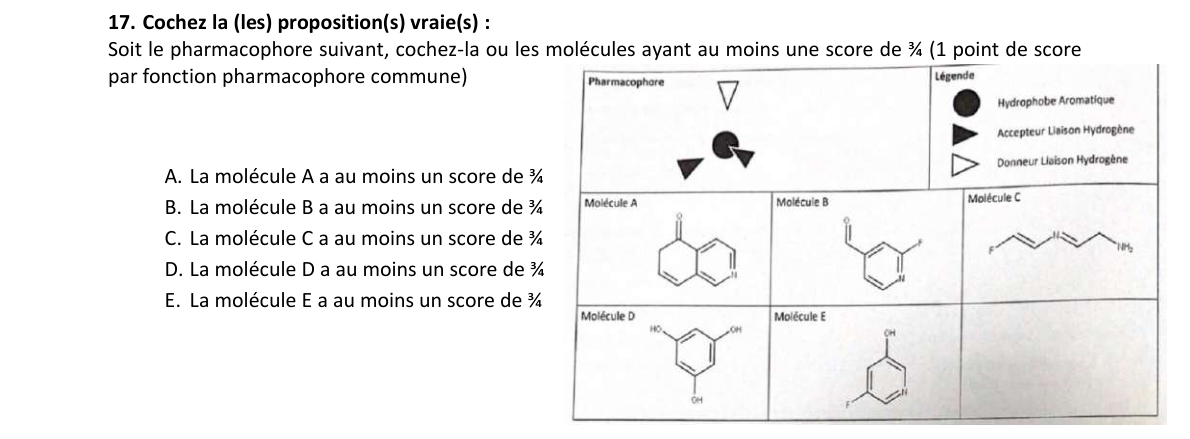 17. Cochez la (les) proposition(s) vraie(s) :
Soit le pharmacophore suivant, cochez-la ou les molécules ayant au moins une score de ¾ (1 point de score
par fonction pharmacophore commune)
Pharmacophore
Légende
Hydrophobe Aromatique
Accepteur Liaison Hydrogène
Donneur Liaison Hydrogène
A. La molécule A a au moins un score de ¾
B. La molécule B a au moins un score de ¾
C. La molécule C a au moins un score de ¾
D. La molécule D a au moins un score de ¾
E. La molécule E a au moins un score de ¾
Molécule A
O
N
Molécule B
O
F
N
Molécule C
F
N
NH₂
Molécule D
HO
OH
OH
Molécule E
OH
F
N